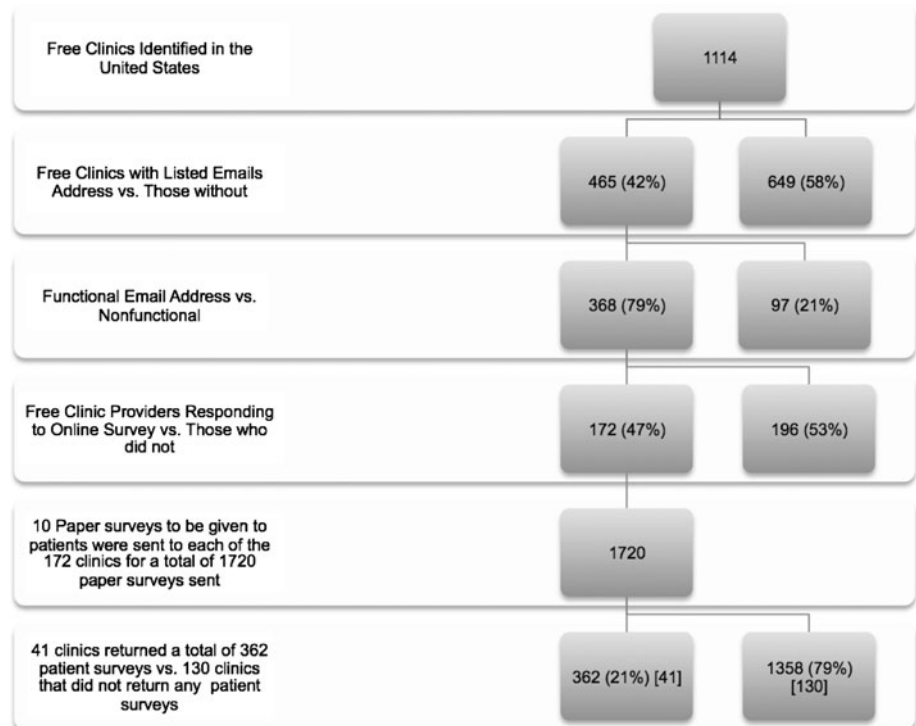 Free Clinics Identified in the
United States
1114
Free Clinics with Listed Emails
Address vs. Those without
465 (42%)
649 (58%)
Functional Email Address vs.
Nonfunctional
368 (79%)
97 (21%)
Free Clinic Providers Responding
to Online Survey vs. Those who
did not
172 (47%)
196 (53%)
10 Paper surveys to be given to
patients were sent to each of the
172 clinics for a total of 1720
paper surveys sent
1720
41 clinics returned a total of 362
patient surveys vs. 130 clinics
that did not return any patient
surveys
362 (21%) [41]
1358 (79%)
[130]